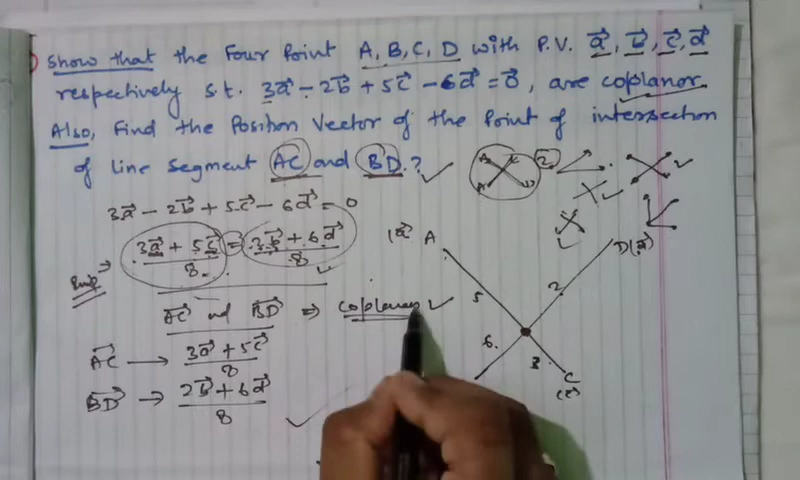 Show that the Four Point A, B, C, D with P.V. a⃗, b⃗, c⃗, d⃗
respectively s.t. 3a⃗ - 2b⃗ + 5c⃗ - 6d⃗ = 0⃗, are coplanor.
Also, Find the Position Vector of the Point of intersection
of line Segment AC and BD.?
3a⃗ - 2b⃗ + 5c⃗ - 6d⃗ = 0
3a⃗ + 5c⃗ / 8 = 2b⃗ + 6d⃗ / 8
AC⃗ and BD⃗ ⇒ coplanar
AC⃗ → 3a⃗ + 5c⃗ / 8
BD⃗ → 2b⃗ + 6d⃗ / 8
(a⃗) A
D(d⃗)
5
2
6.
3
C
(c⃗)